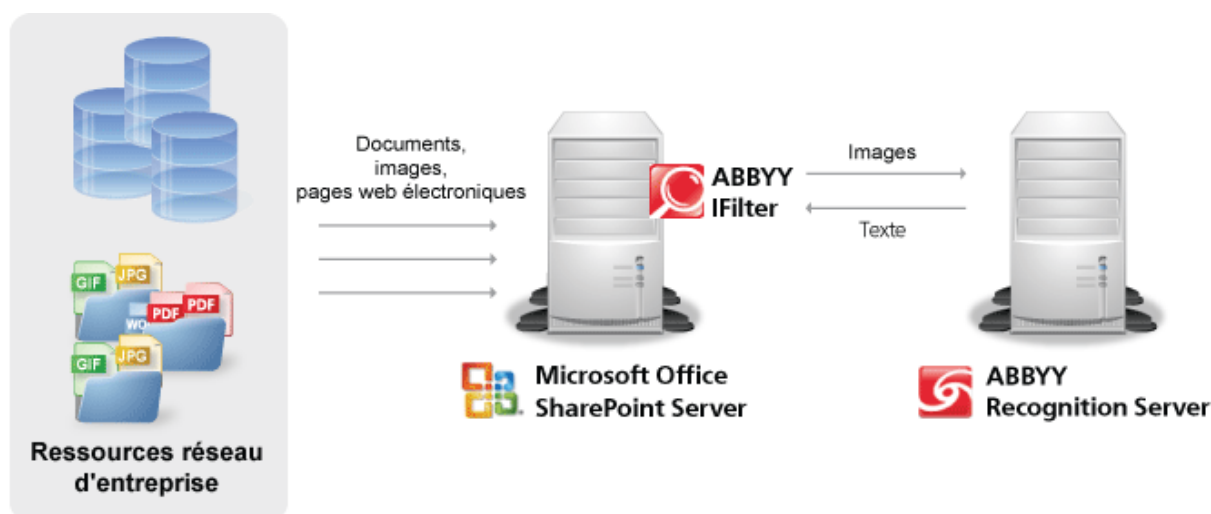 Documents,
images,
pages web électroniques
ABBYY
IFilter
Images
Texte
GIF
JPG
PDF
PDF
GIF
JPG
Microsoft Office
SharePoint Server
ABBYY
Recognition Server
Ressources réseau
d'entreprise